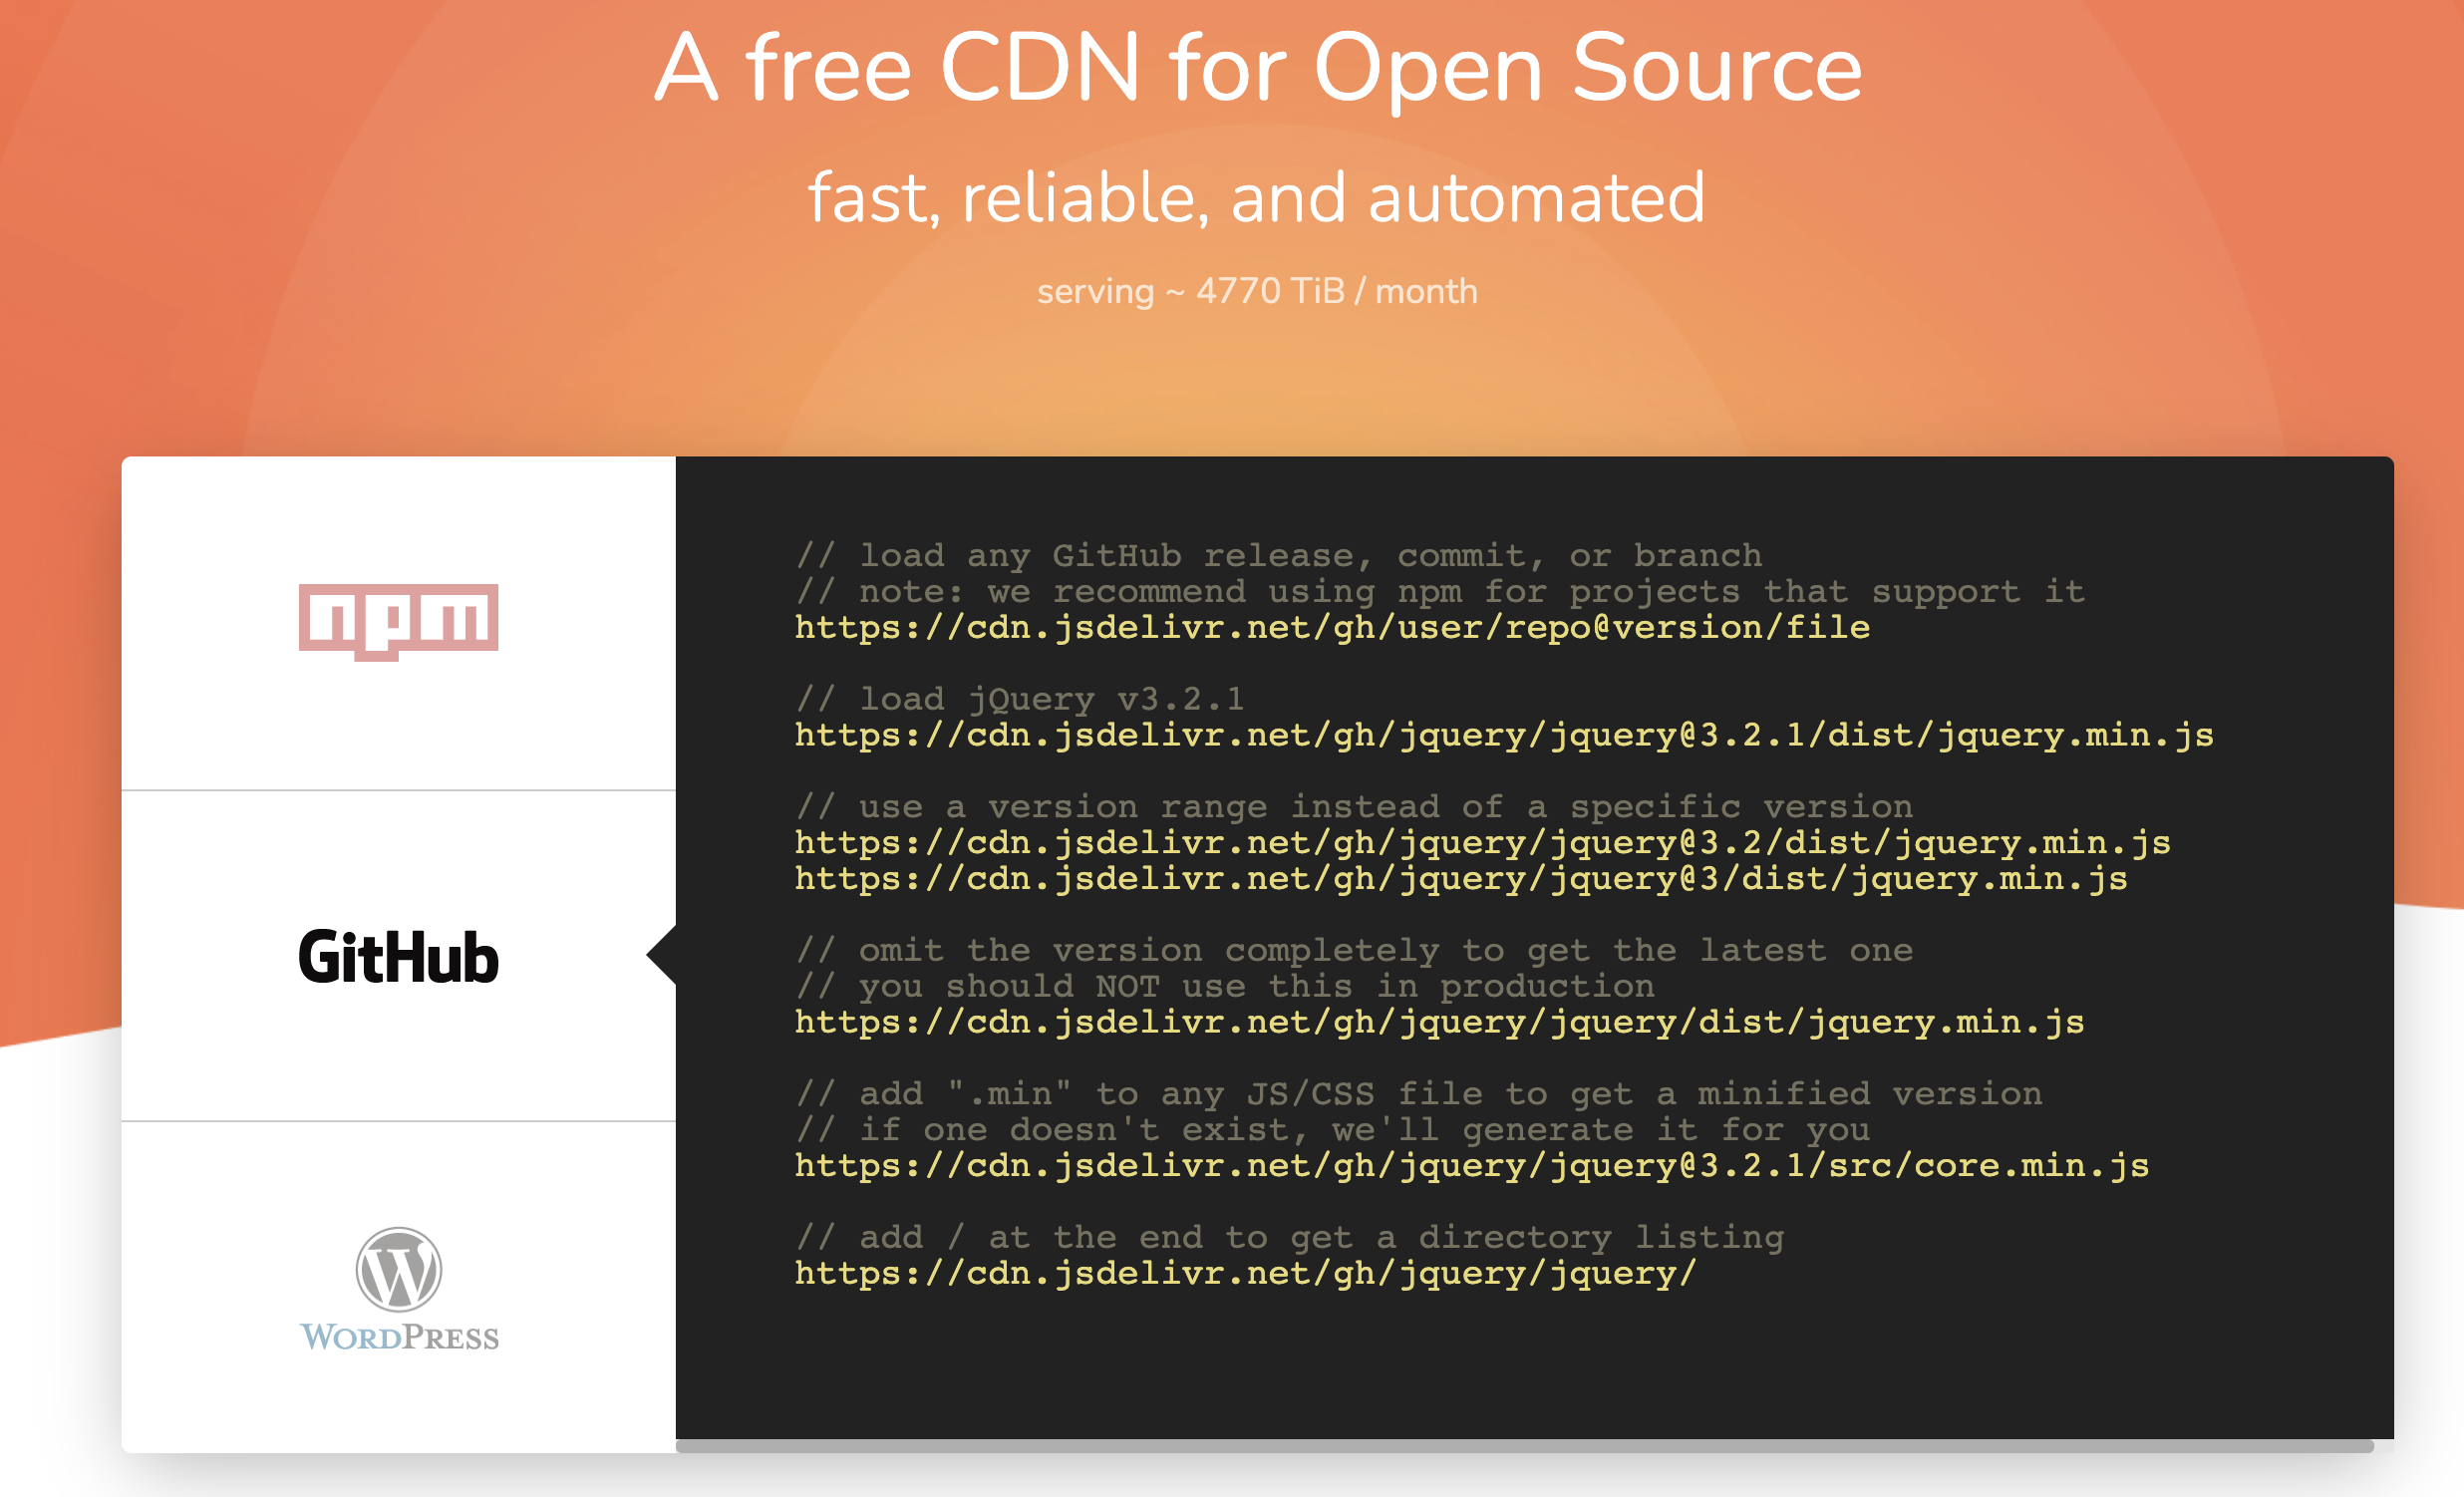 A free CDN for Open Source
fast, reliable, and automated
serving ~ 4770 TiB / month
npm
GitHub
WORDPRESS
// load any GitHub release, commit, or branch
// note: we recommend using npm for projects that support it
https://cdn.jsdelivr.net/gh/user/repo@version/file
// load jQuery v3.2.1
https://cdn.jsdelivr.net/gh/jquery/jquery@3.2.1/dist/jquery.min.js
// use a version range instead of a specific version
https://cdn.jsdelivr.net/gh/jquery/jquery@3.2/dist/jquery.min.js
https://cdn.jsdelivr.net/gh/jquery/jquery@3/dist/jquery.min.js
// omit the version completely to get the latest one
// you should NOT use this in production
https://cdn.jsdelivr.net/gh/jquery/jquery/dist/jquery.min.js
// add ".min" to any JS/CSS file to get a minified version
// if one doesn't exist, we'll generate it for you
https://cdn.jsdelivr.net/gh/jquery/jquery@3.2.1/src/core.min.js
// add / at the end to get a directory listing
https://cdn.jsdelivr.net/gh/jquery/jquery/